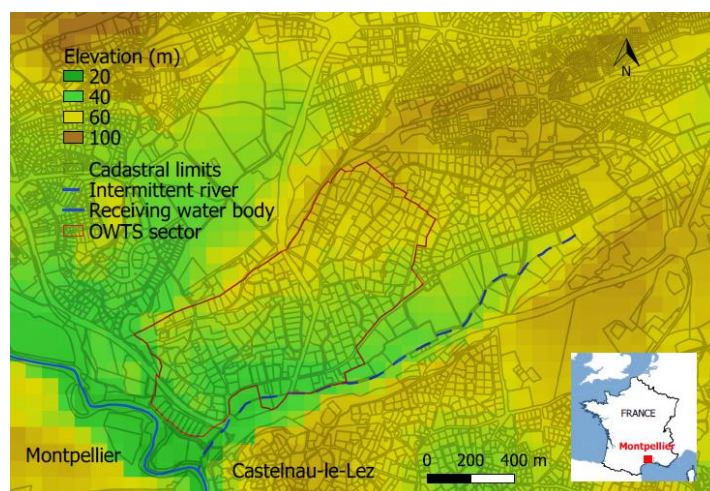 Elevation (m)
20
40
60
100
Cadastral limits
Intermittent river
Receiving water body
OWTS sector
N
Montpellier
Castelnau-le-Lez
0 200 400 m
FRANCE
Montpellier